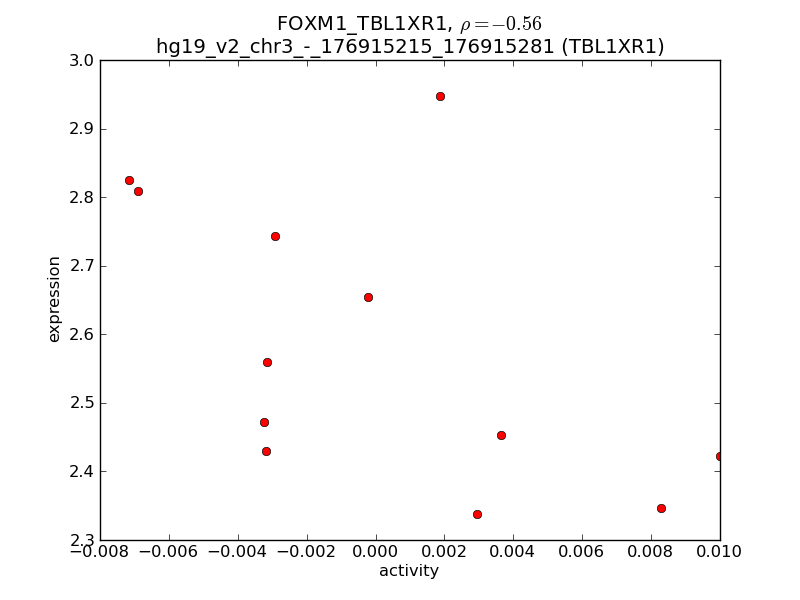 FOXM1_TBL1XR1, ρ=−0.56
hg19_v2_chr3_-_176915215_176915281 (TBL1XR1)
3.0
2.9
2.8
2.7
2.6
2.5
2.4
2.3
expression
−0.008 −0.006 −0.004 −0.002 0.000 0.002 0.004 0.006 0.008 0.010
activity